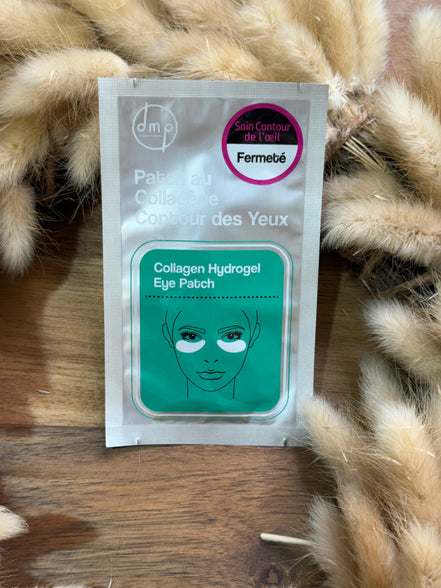 dmp
Soin Contour
de l'œil
Fermeté
Patch au
Collagène
Contour des Yeux
Collagen Hydrogel
Eye Patch